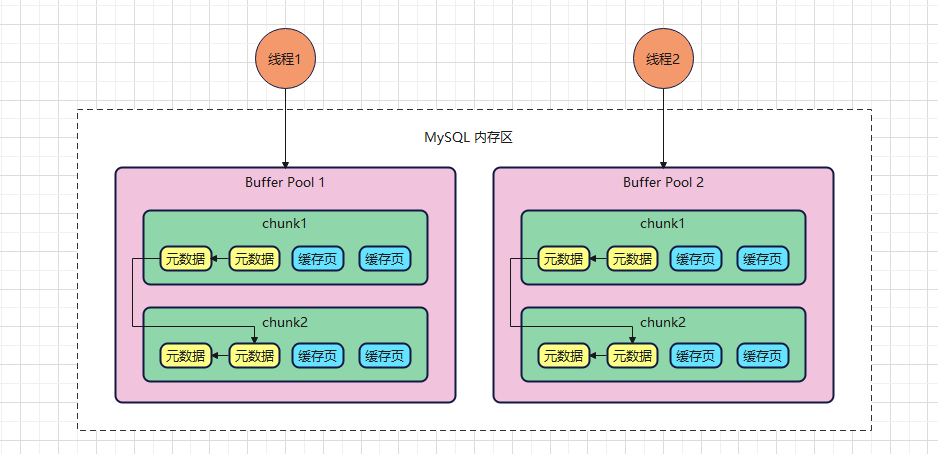 线程1
线程2
MySQL 内存区
Buffer Pool 1
Buffer Pool 2
chunk1
chunk1
元数据 元数据 缓存页 缓存页
元数据 元数据 缓存页 缓存页
chunk2
chunk2
元数据 元数据 缓存页 缓存页
元数据 元数据 缓存页 缓存页